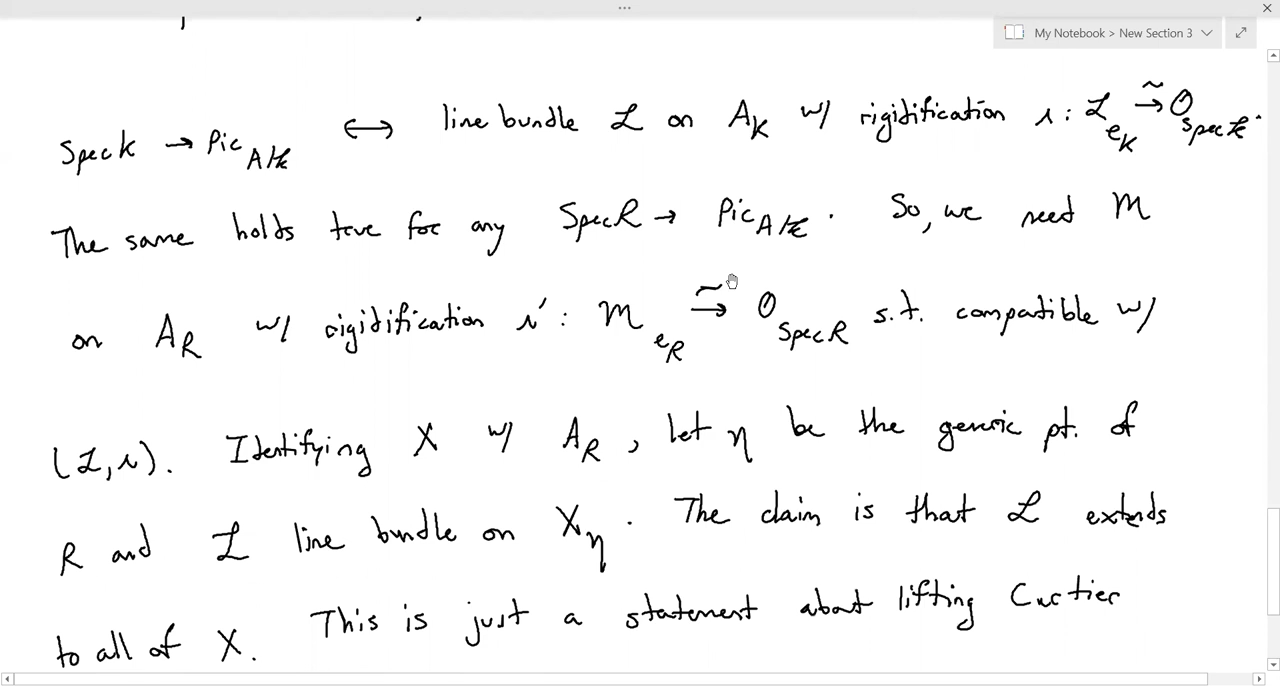 My Notebook > New Section 3
Spec K → Pic_{A/k} ↔ line bundle ℒ on A_K w/ rigidification i : ℒ_{e_K} ⥲ 𝒪_{Spec K}.
The same holds true for any Spec R → Pic_{A/k}. So, we need M
on A_R w/ rigidification i' : M_{e_R} ⥲ 𝒪_{Spec R} s.t. compatible w/
(ℒ, i). Identifying X w/ A_R, let η be the generic pt. of
R and ℒ line bundle on X_η. The claim is that ℒ extends
to all of X. This is just a statement about lifting Cartier